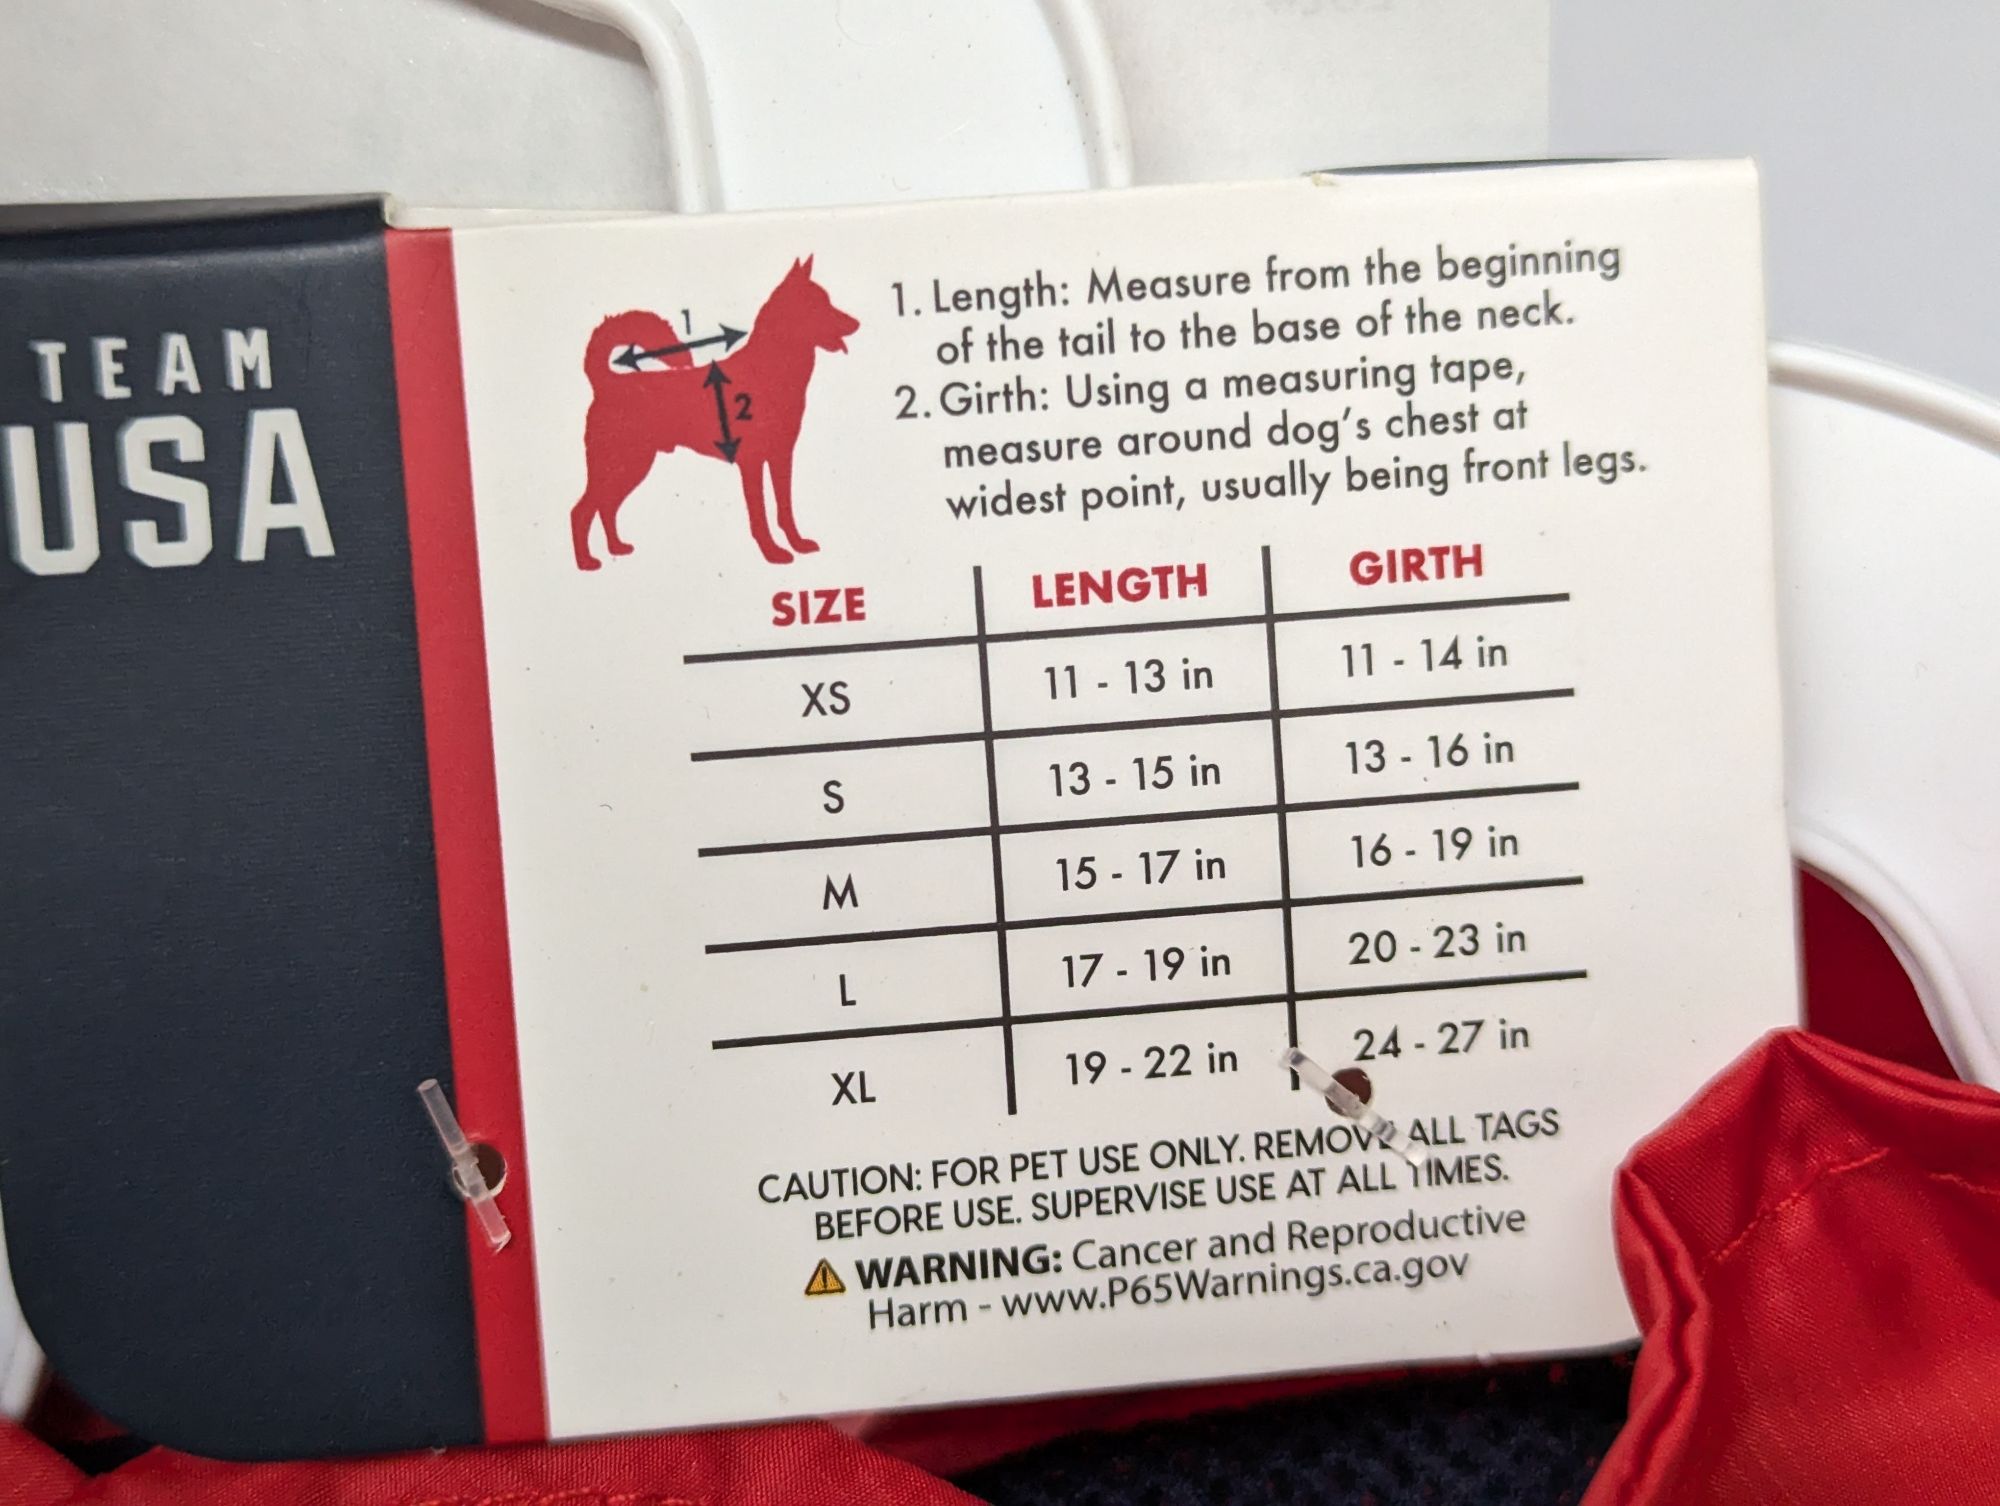 TEAM
USA
1
2
1. Length: Measure from the beginning
of the tail to the base of the neck.
2. Girth: Using a measuring tape,
measure around dog's chest at
widest point, usually being front legs.
SIZE LENGTH GIRTH
XS 11 - 13 in 11 - 14 in
S 13 - 15 in 13 - 16 in
M 15 - 17 in 16 - 19 in
L 17 - 19 in 20 - 23 in
XL 19 - 22 in 24 - 27 in
CAUTION: FOR PET USE ONLY. REMOVE ALL TAGS
BEFORE USE. SUPERVISE USE AT ALL TIMES.
WARNING: Cancer and Reproductive
Harm - www.P65Warnings.ca.gov